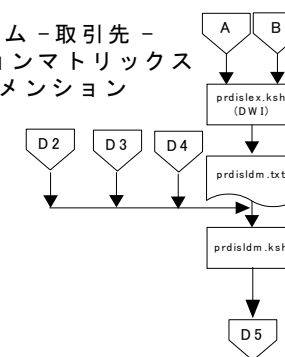 ム－取引先－
ョンマトリックス
メンション
A
B
prdislex.ksh
(DWI)
D2
D3
D4
prdisldm.txt
prdisldm.ksh
D5